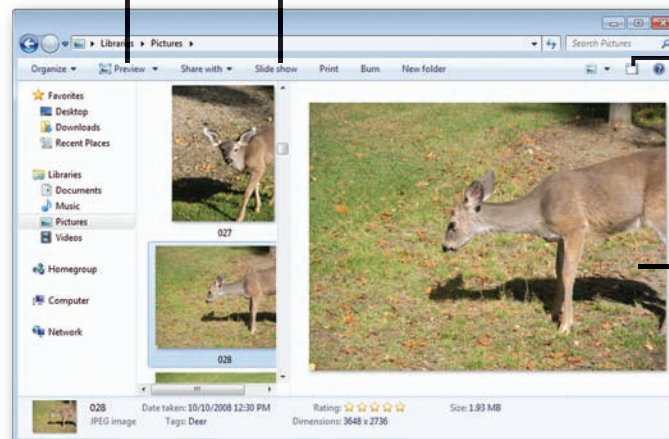 Libraries ▸ Pictures ▸
Search Pictures
Organize ▾ Preview ▾ Share with ▾ Slide show Print Burn New folder
Favorites
Desktop
Downloads
Recent Places
Libraries
Documents
Music
Pictures
Videos
Homegroup
Computer
Network
027
028
028 Date taken: 10/10/2008 12:30 PM Rating: ☆☆☆☆☆ Size: 1.93 MB
JPEG image Tags: Deer Dimensions: 3648 x 2736